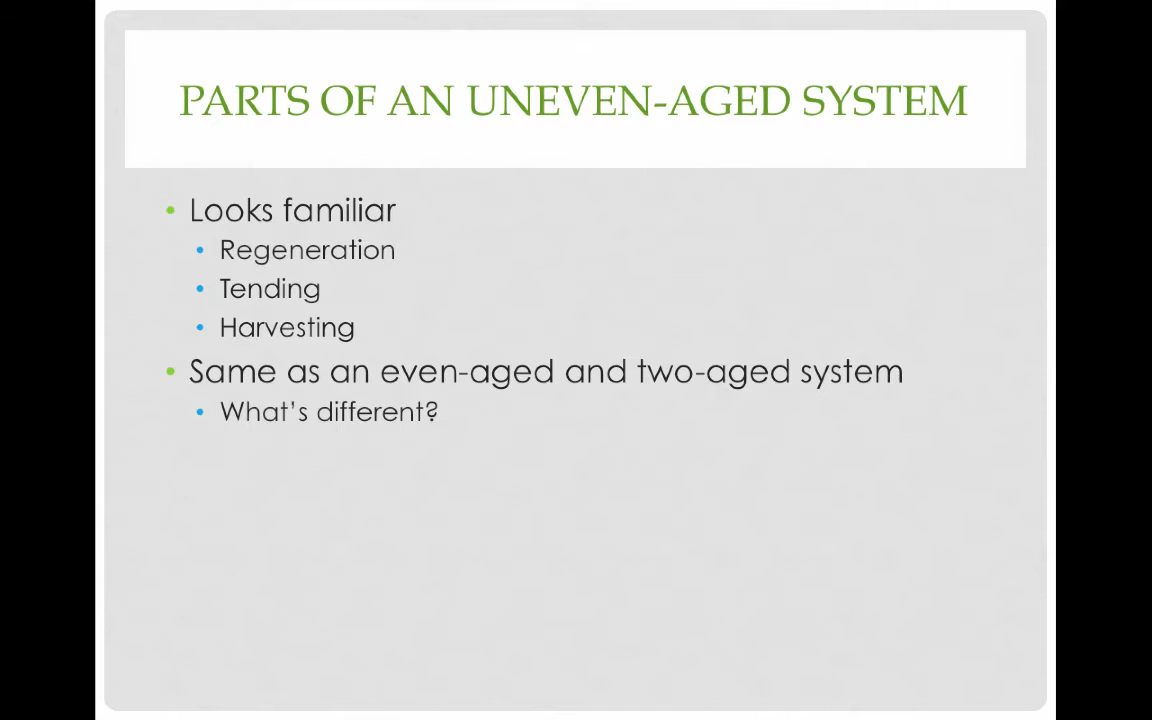 PARTS OF AN UNEVEN-AGED SYSTEM
• Looks familiar
• Regeneration
• Tending
• Harvesting
• Same as an even-aged and two-aged system
• What's different?